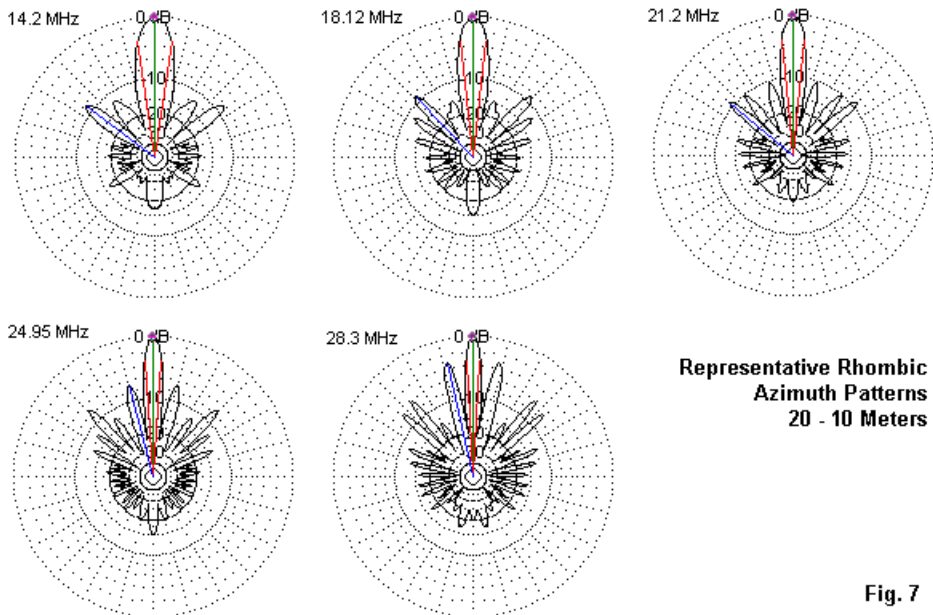 14.2 MHz
0 dB
10
20
18.12 MHz
0 dB
10
21.2 MHz
0 dB
10
20
24.95 MHz
0 dB
10
28.3 MHz
0 dB
10
Representative Rhombic
Azimuth Patterns
20 - 10 Meters
Fig. 7